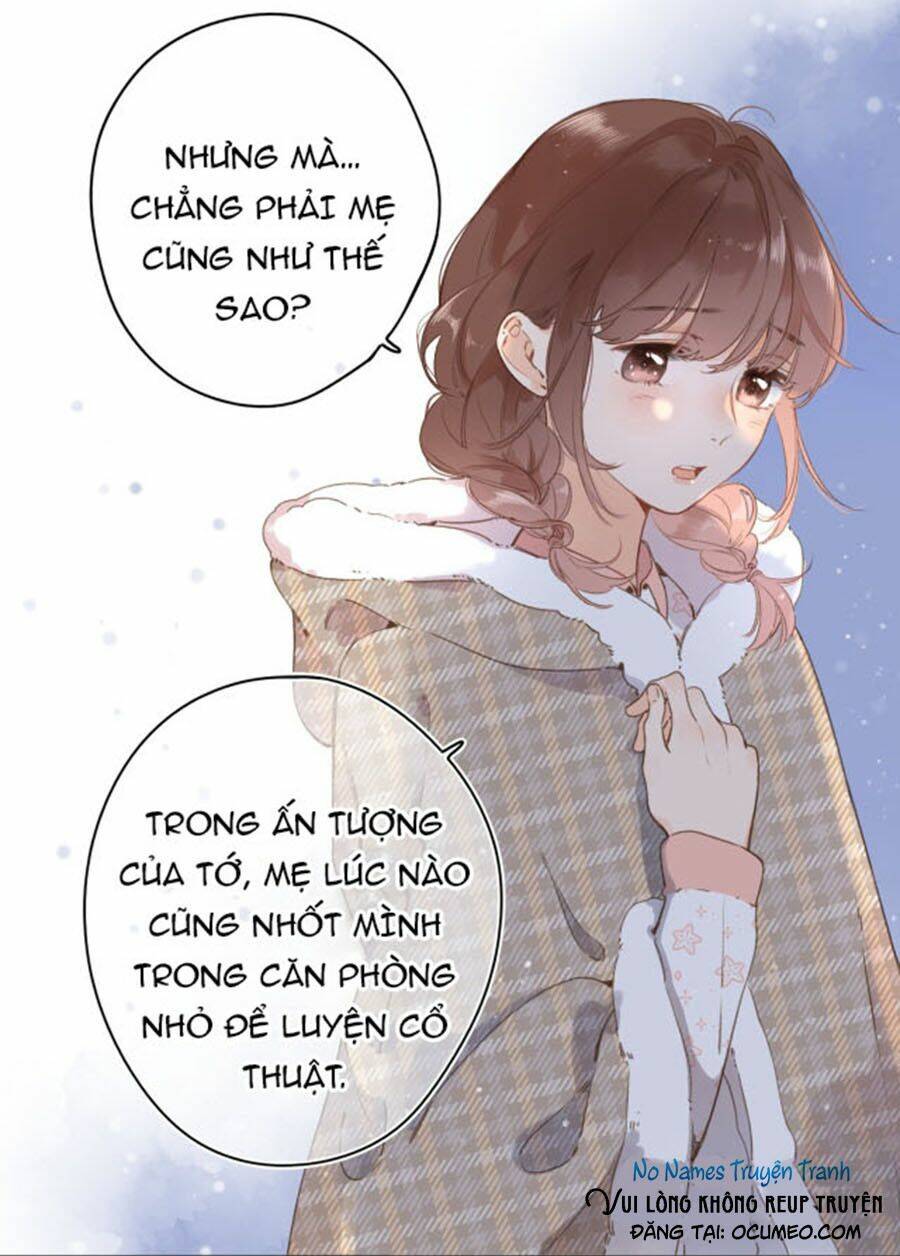 NHƯNG MÀ...
CHẲNG PHẢI MẸ
CŨNG NHƯ THẾ
SAO?
TRONG ẤN TƯỢNG
CỦA TỚ, MẸ LÚC NÀO
CŨNG NHỐT MÌNH
TRONG CĂN PHÒNG
NHỎ ĐỂ LUYỆN CỔ
THUẬT.
No Names Truyện Tranh
VUI LÒNG KHÔNG REUP TRUYỆN
ĐĂNG TẠI: OCUMEO.COM